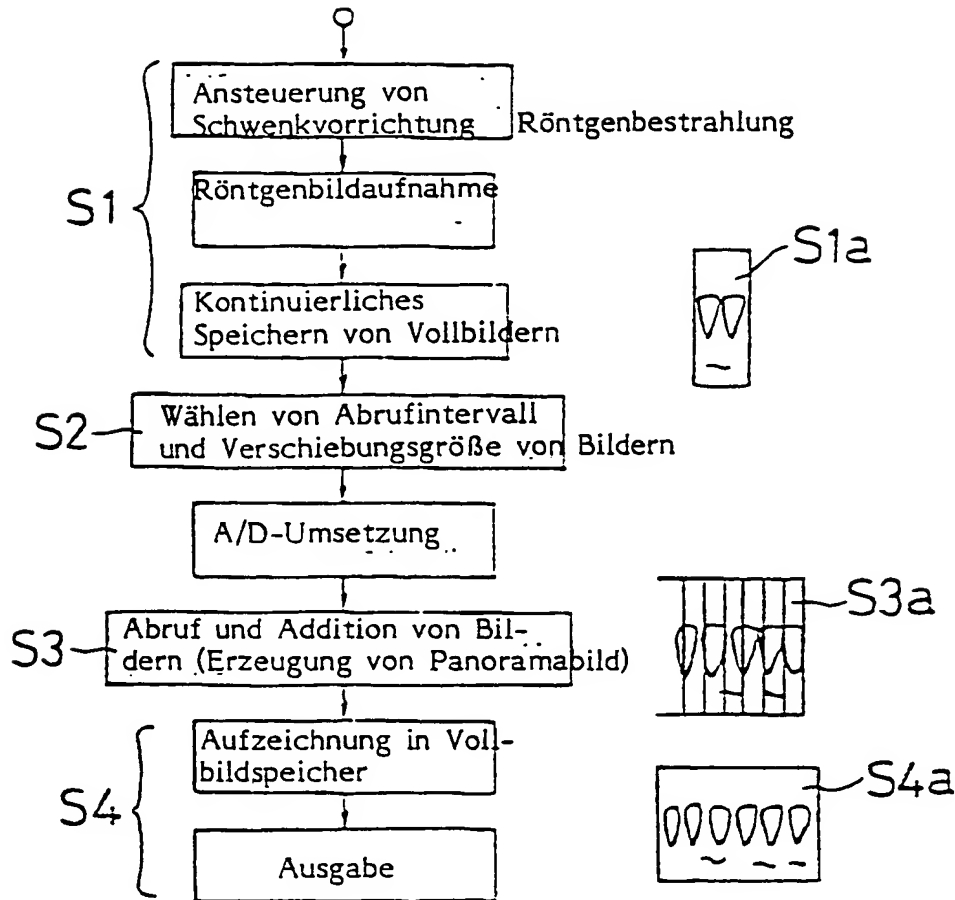 Ansteuerung von
Schwenkvorrichtung Röntgenbestrahlung
S1
Röntgenbildaufnahme
S1a
Kontinuierliches
Speichern von Vollbildern
S2
Wählen von Abrufintervall
und Verschiebungsgröße von Bildern
A/D-Umsetzung
S3a
S3
Abruf und Addition von Bil-
dern (Erzeugung von Panoramabild)
Aufzeichnung in Voll-
bildspeicher
S4
S4a
Ausgabe